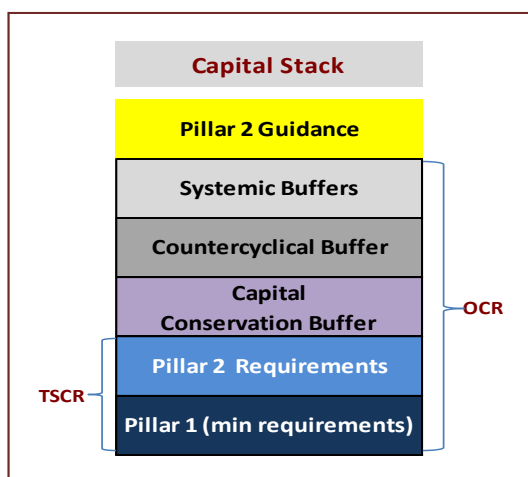 Capital Stack
Pillar 2 Guidance
Systemic Buffers
Countercyclical Buffer
Capital
Conservation Buffer
OCR
Pillar 2 Requirements
TSCR
Pillar 1 (min requirements)